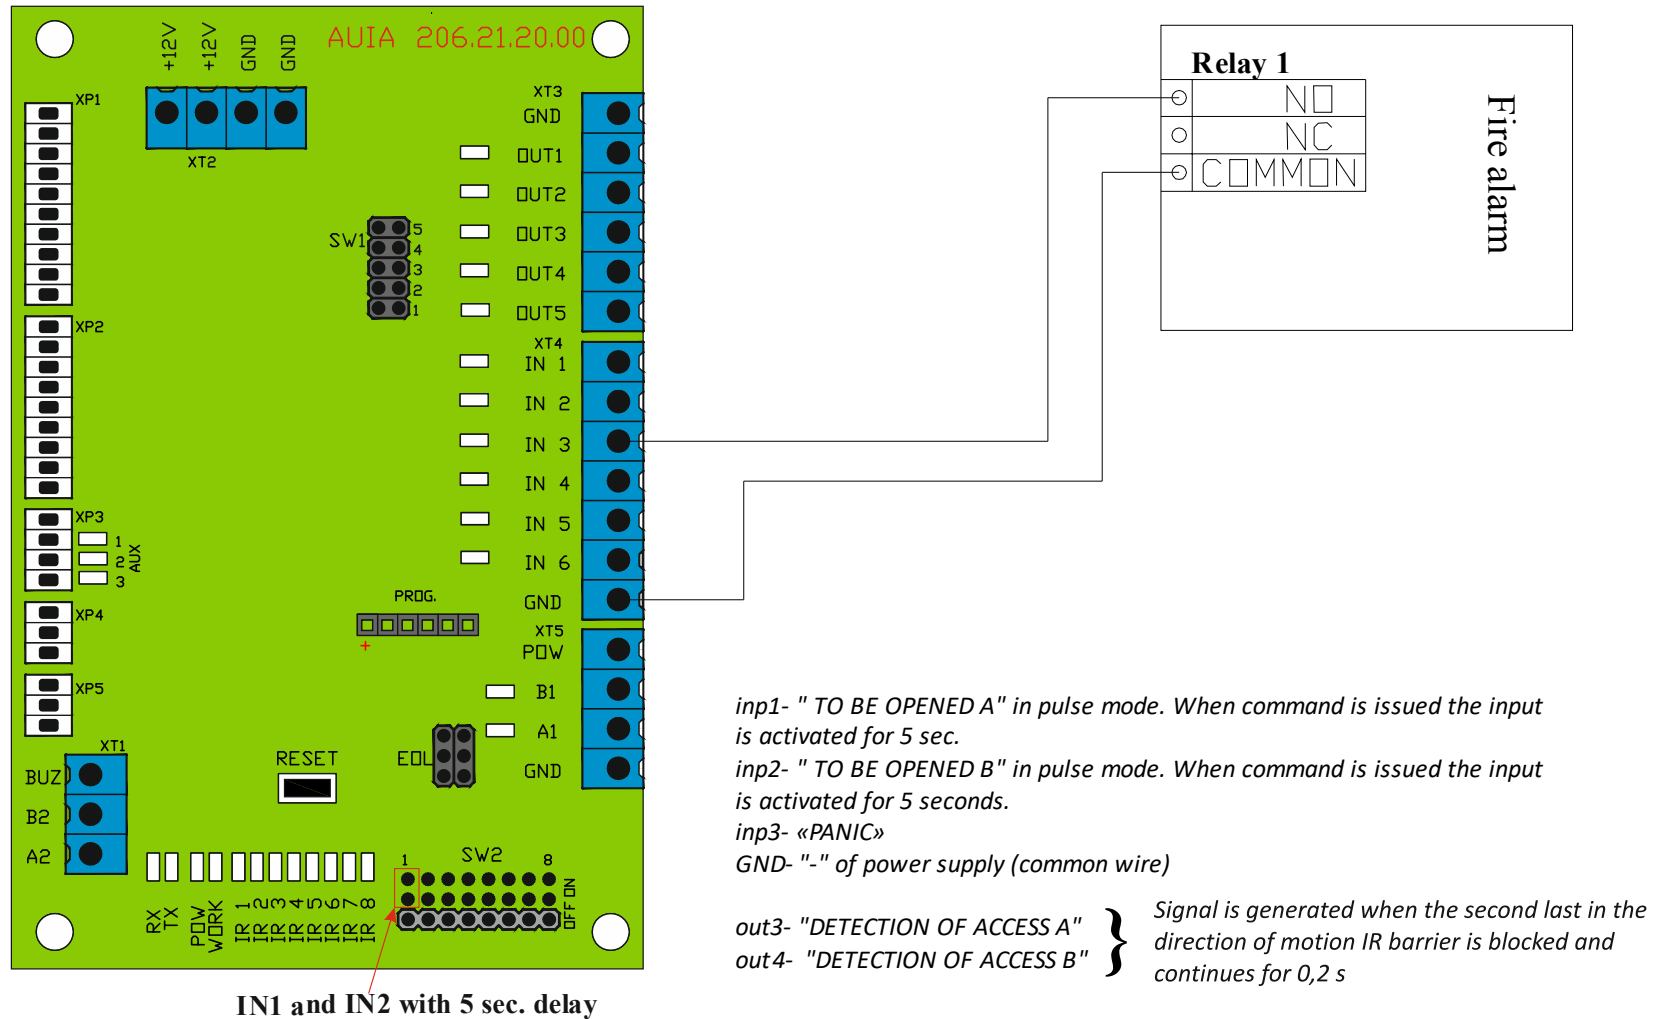 AUIA 206.21.20.00
+12V
+12V
GND
GND
XT2
XP1
XP2
XP3
1
2
3
AUX
XP4
XP5
XT1
BUZ
B2
A2
SW1
5
4
3
2
1
XT3
GND
OUT1
OUT2
OUT3
OUT4
OUT5
XT4
IN 1
IN 2
IN 3
IN 4
IN 5
IN 6
GND
XT5
POW
B1
A1
GND
PROG.
+
EOL
RESET
RX
TX
POW
WORK
IR 1
IR 2
IR 3
IR 4
IR 5
IR 6
IR 7
IR 8
SW2
1
8
ON
OFF
IN1 and IN2 with 5 sec. delay
Relay 1
NO
NC
COMMON
Fire alarm
inp1- " TO BE OPENED A" in pulse mode. When command is issued the input
is activated for 5 sec.
inp2- " TO BE OPENED B" in pulse mode. When command is issued the input
is activated for 5 seconds.
inp3- «PANIC»
GND- "-" of power supply (common wire)
out3- "DETECTION OF ACCESS A"
out4- "DETECTION OF ACCESS B"
}
Signal is generated when the second last in the
direction of motion IR barrier is blocked and
continues for 0,2 s